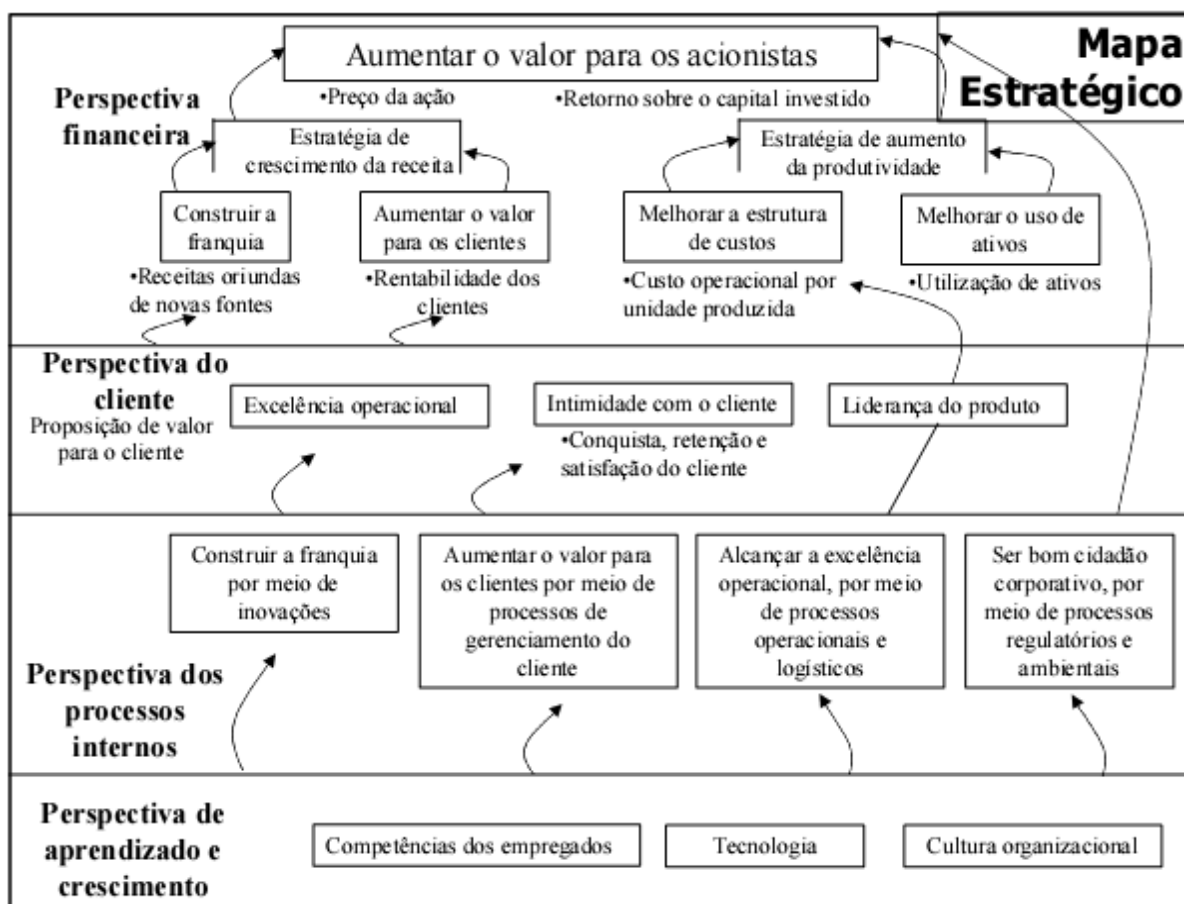 Mapa
Estratégico
Aumentar o valor para os acionistas
•Preço da ação
•Retorno sobre o capital investido
Perspectiva
financeira
Estratégia de
crescimento da receita
Estratégia de aumento
da produtividade
Construir a
franquia
Aumentar o valor
para os clientes
Melhorar a estrutura
de custos
Melhorar o uso de
ativos
•Receitas oriundas
de novas fontes
•Rentabilidade dos
clientes
•Custo operacional por
unidade produzida
•Utilização de ativos
Perspectiva do
cliente
Proposição de valor
para o cliente
Excelência operacional
Intimidade com o cliente
•Conquista, retenção e
satisfação do cliente
Liderança do produto
Perspectiva dos
processos
internos
Construir a franquia
por meio de
inovações
Aumentar o valor para
os clientes por meio de
processos de
gerenciamento do
cliente
Alcançar a excelência
operacional, por meio
de processos
operacionais e
logísticos
Ser bom cidadão
corporativo, por
meio de processos
regulatórios e
ambientais
Perspectiva de
aprendizado e
crescimento
Competências dos empregados
Tecnologia
Cultura organizacional